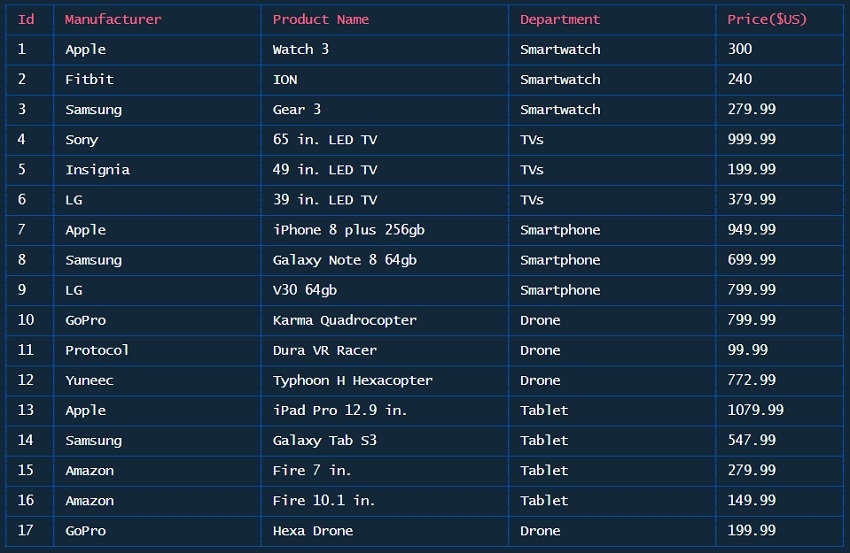 Id Manufacturer Product Name Department Price($US)
1 Apple Watch 3 Smartwatch 300
2 Fitbit ION Smartwatch 240
3 Samsung Gear 3 Smartwatch 279.99
4 Sony 65 in. LED TV TVs 999.99
5 Insignia 49 in. LED TV TVs 199.99
6 LG 39 in. LED TV TVs 379.99
7 Apple iPhone 8 plus 256gb Smartphone 949.99
8 Samsung Galaxy Note 8 64gb Smartphone 699.99
9 LG V30 64gb Smartphone 799.99
10 GoPro Karma Quadrocopter Drone 799.99
11 Protocol Dura VR Racer Drone 99.99
12 Yuneec Typhoon H Hexacopter Drone 772.99
13 Apple iPad Pro 12.9 in. Tablet 1079.99
14 Samsung Galaxy Tab S3 Tablet 547.99
15 Amazon Fire 7 in. Tablet 279.99
16 Amazon Fire 10.1 in. Tablet 149.99
17 GoPro Hexa Drone Drone 199.99